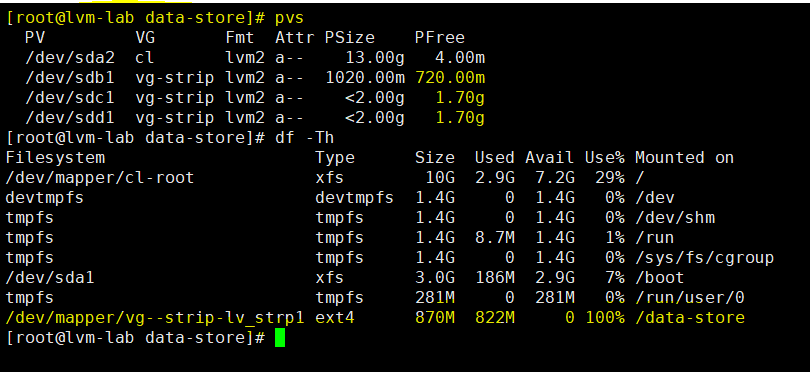 [root@lvm-lab data-store]# pvs
  PV         VG       Fmt  Attr PSize    PFree
  /dev/sda2  cl       lvm2 a--    13.00g   4.00m
  /dev/sdb1  vg-strip lvm2 a--  1020.00m 720.00m
  /dev/sdc1  vg-strip lvm2 a--    <2.00g   1.70g
  /dev/sdd1  vg-strip lvm2 a--    <2.00g   1.70g
[root@lvm-lab data-store]# df -Th
Filesystem                     Type      Size  Used Avail Use% Mounted on
/dev/mapper/cl-root            xfs        10G  2.9G  7.2G  29% /
devtmpfs                       devtmpfs  1.4G     0  1.4G   0% /dev
tmpfs                          tmpfs     1.4G     0  1.4G   0% /dev/shm
tmpfs                          tmpfs     1.4G  8.7M  1.4G   1% /run
tmpfs                          tmpfs     1.4G     0  1.4G   0% /sys/fs/cgroup
/dev/sda1                      xfs       3.0G  186M  2.9G   7% /boot
tmpfs                          tmpfs     281M     0  281M   0% /run/user/0
/dev/mapper/vg--strip-lv_strp1 ext4      870M  822M     0 100% /data-store
[root@lvm-lab data-store]#